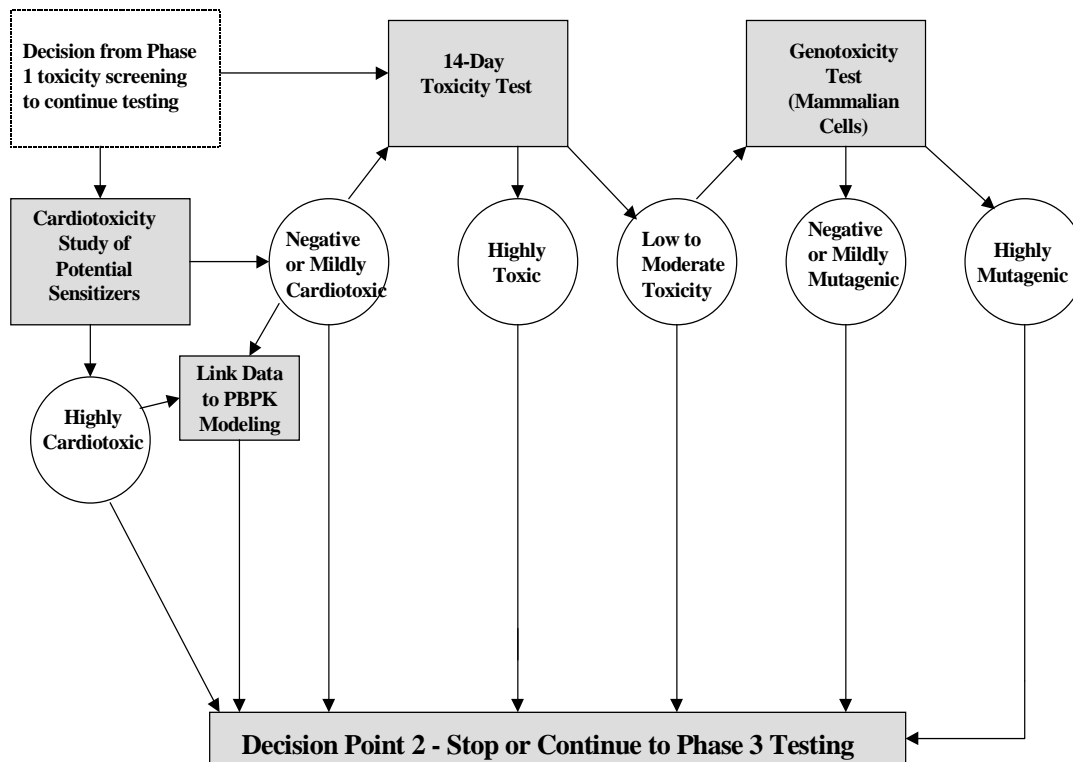 Decision from Phase
1 toxicity screening
to continue testing
14-Day
Toxicity Test
Genotoxicity
Test
(Mammalian
Cells)
Cardiotoxicity
Study of
Potential
Sensitizers
Negative
or Mildly
Cardiotoxic
Highly
Toxic
Low to
Moderate
Toxicity
Negative
or Mildly
Mutagenic
Highly
Mutagenic
Link Data
to PBPK
Modeling
Highly
Cardiotoxic
Decision Point 2 - Stop or Continue to Phase 3 Testing